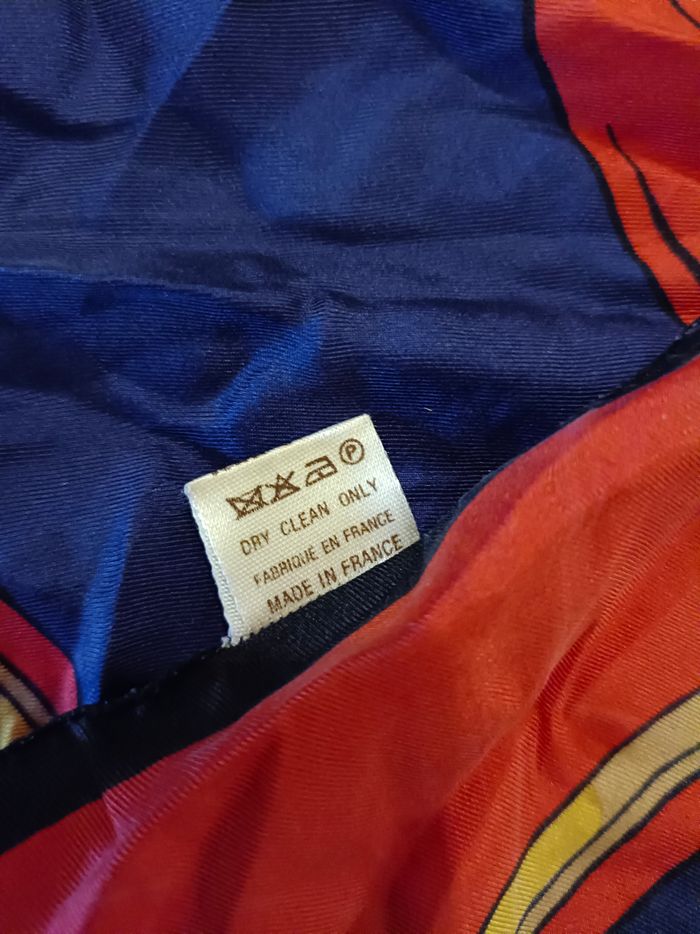 P
DRY CLEAN ONLY
FABRIQUE EN FRANCE
MADE IN FRANCE